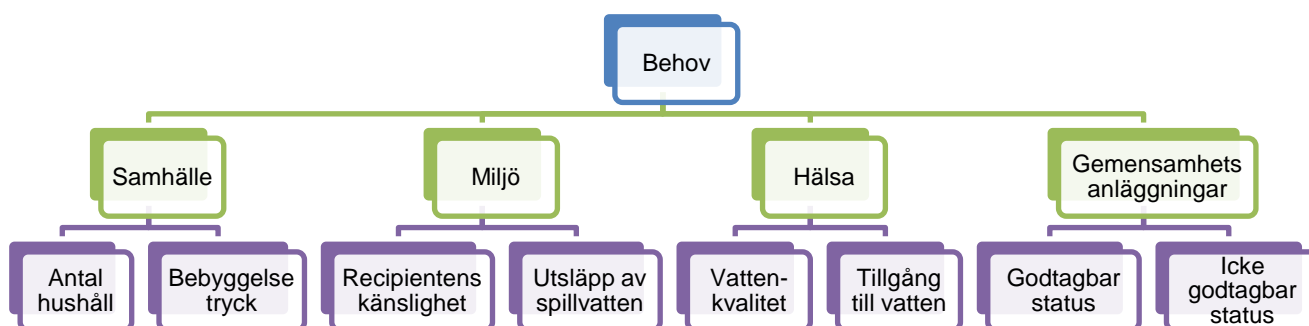 Behov
Samhälle
Miljö
Hälsa
Gemensamhets
anläggningar
Antal
hushåll
Bebyggelse
tryck
Recipientens
känslighet
Utsläpp av
spillvatten
Vatten-
kvalitet
Tillgång
till vatten
Godtagbar
status
Icke
godtagbar
status